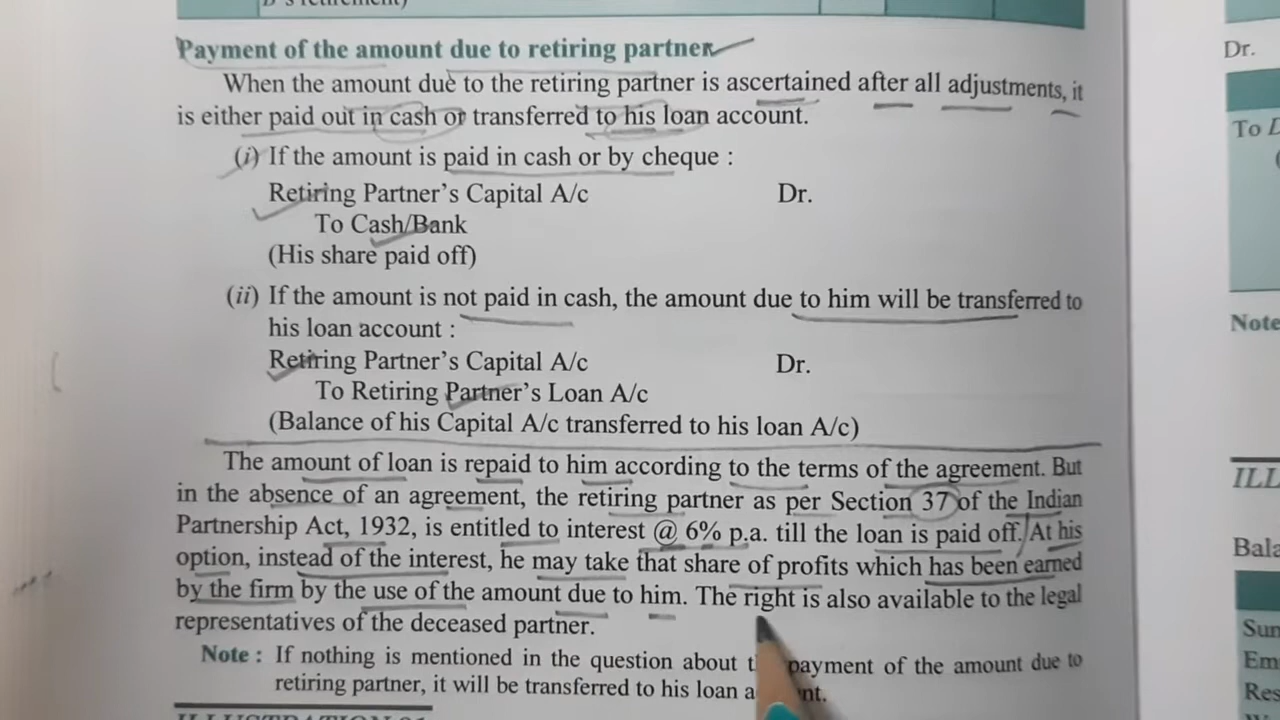 Payment of the amount due to retiring partner
When the amount due to the retiring partner is ascertained after all adjustments, it
is either paid out in cash or transferred to his loan account.
(i) If the amount is paid in cash or by cheque :
Retiring Partner's Capital A/c Dr.
To Cash/Bank
(His share paid off)
(ii) If the amount is not paid in cash, the amount due to him will be transferred to
his loan account :
Retiring Partner's Capital A/c Dr.
To Retiring Partner's Loan A/c
(Balance of his Capital A/c transferred to his loan A/c)
The amount of loan is repaid to him according to the terms of the agreement. But
in the absence of an agreement, the retiring partner as per Section 37 of the Indian
Partnership Act, 1932, is entitled to interest @ 6% p.a. till the loan is paid off. At his
option, instead of the interest, he may take that share of profits which has been earned
by the firm by the use of the amount due to him. The right is also available to the legal
representatives of the deceased partner.
Note : If nothing is mentioned in the question about payment of the amount due to
retiring partner, it will be transferred to his loan
Dr.
To
Note